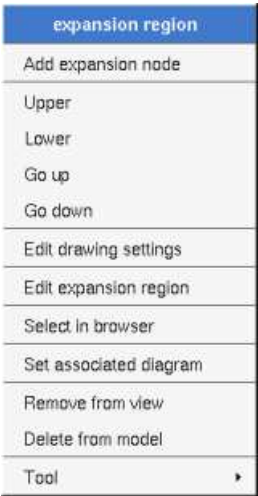 expansion region
Add expansion node
Upper
Lower
Go up
Go down
Edit drawing settings
Edit expansion region
Select in browser
Set associated diagram
Remove from view
Delete from model
Tool